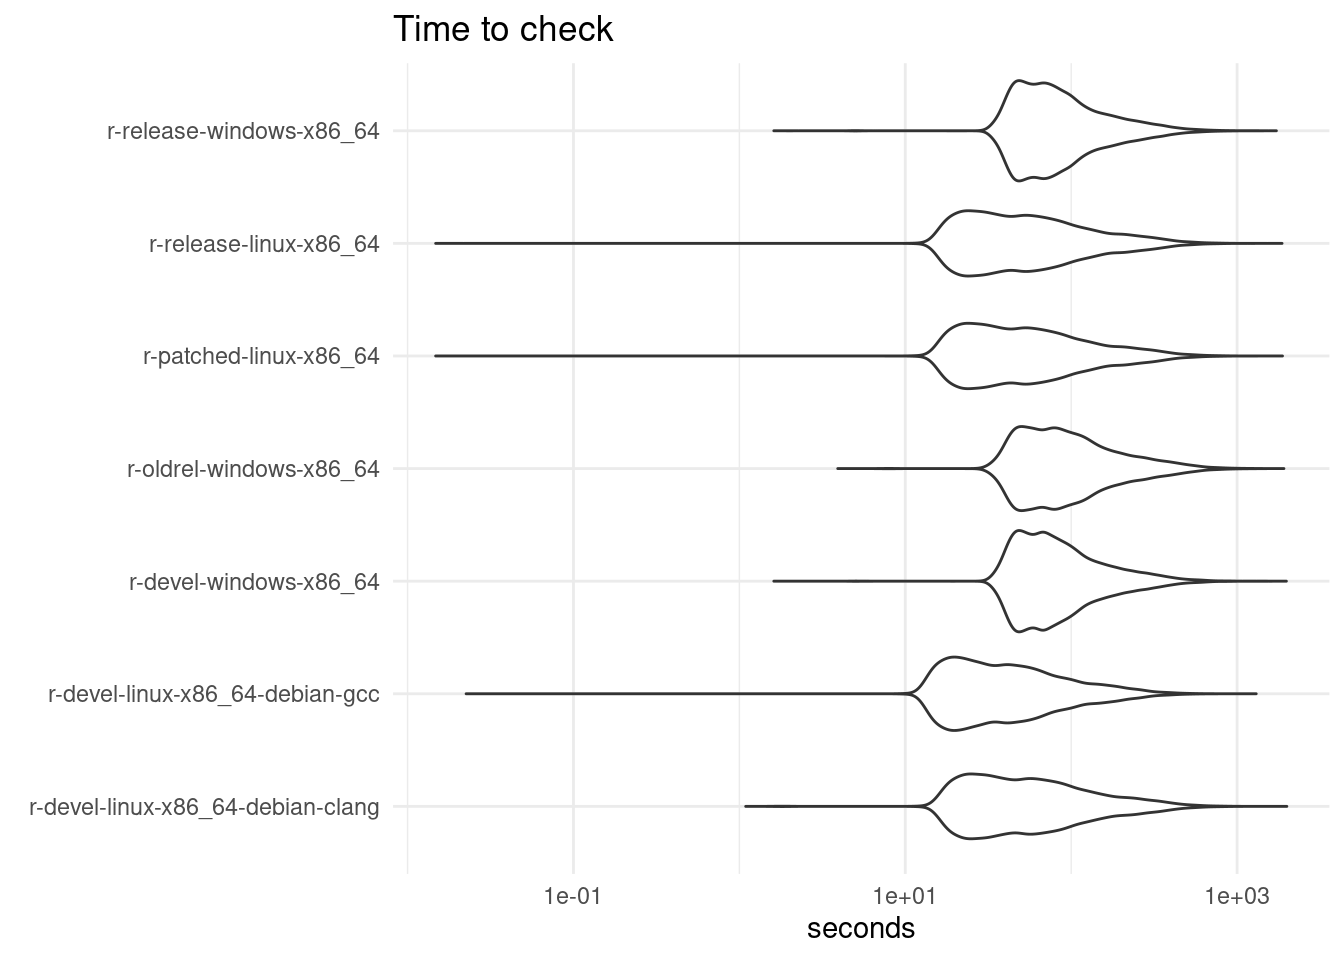 Time to check
r-release-windows-x86_64
r-release-linux-x86_64
r-patched-linux-x86_64
r-oldrel-windows-x86_64
r-devel-windows-x86_64
r-devel-linux-x86_64-debian-gcc
r-devel-linux-x86_64-debian-clang
1e-01 1e+01 1e+03
seconds